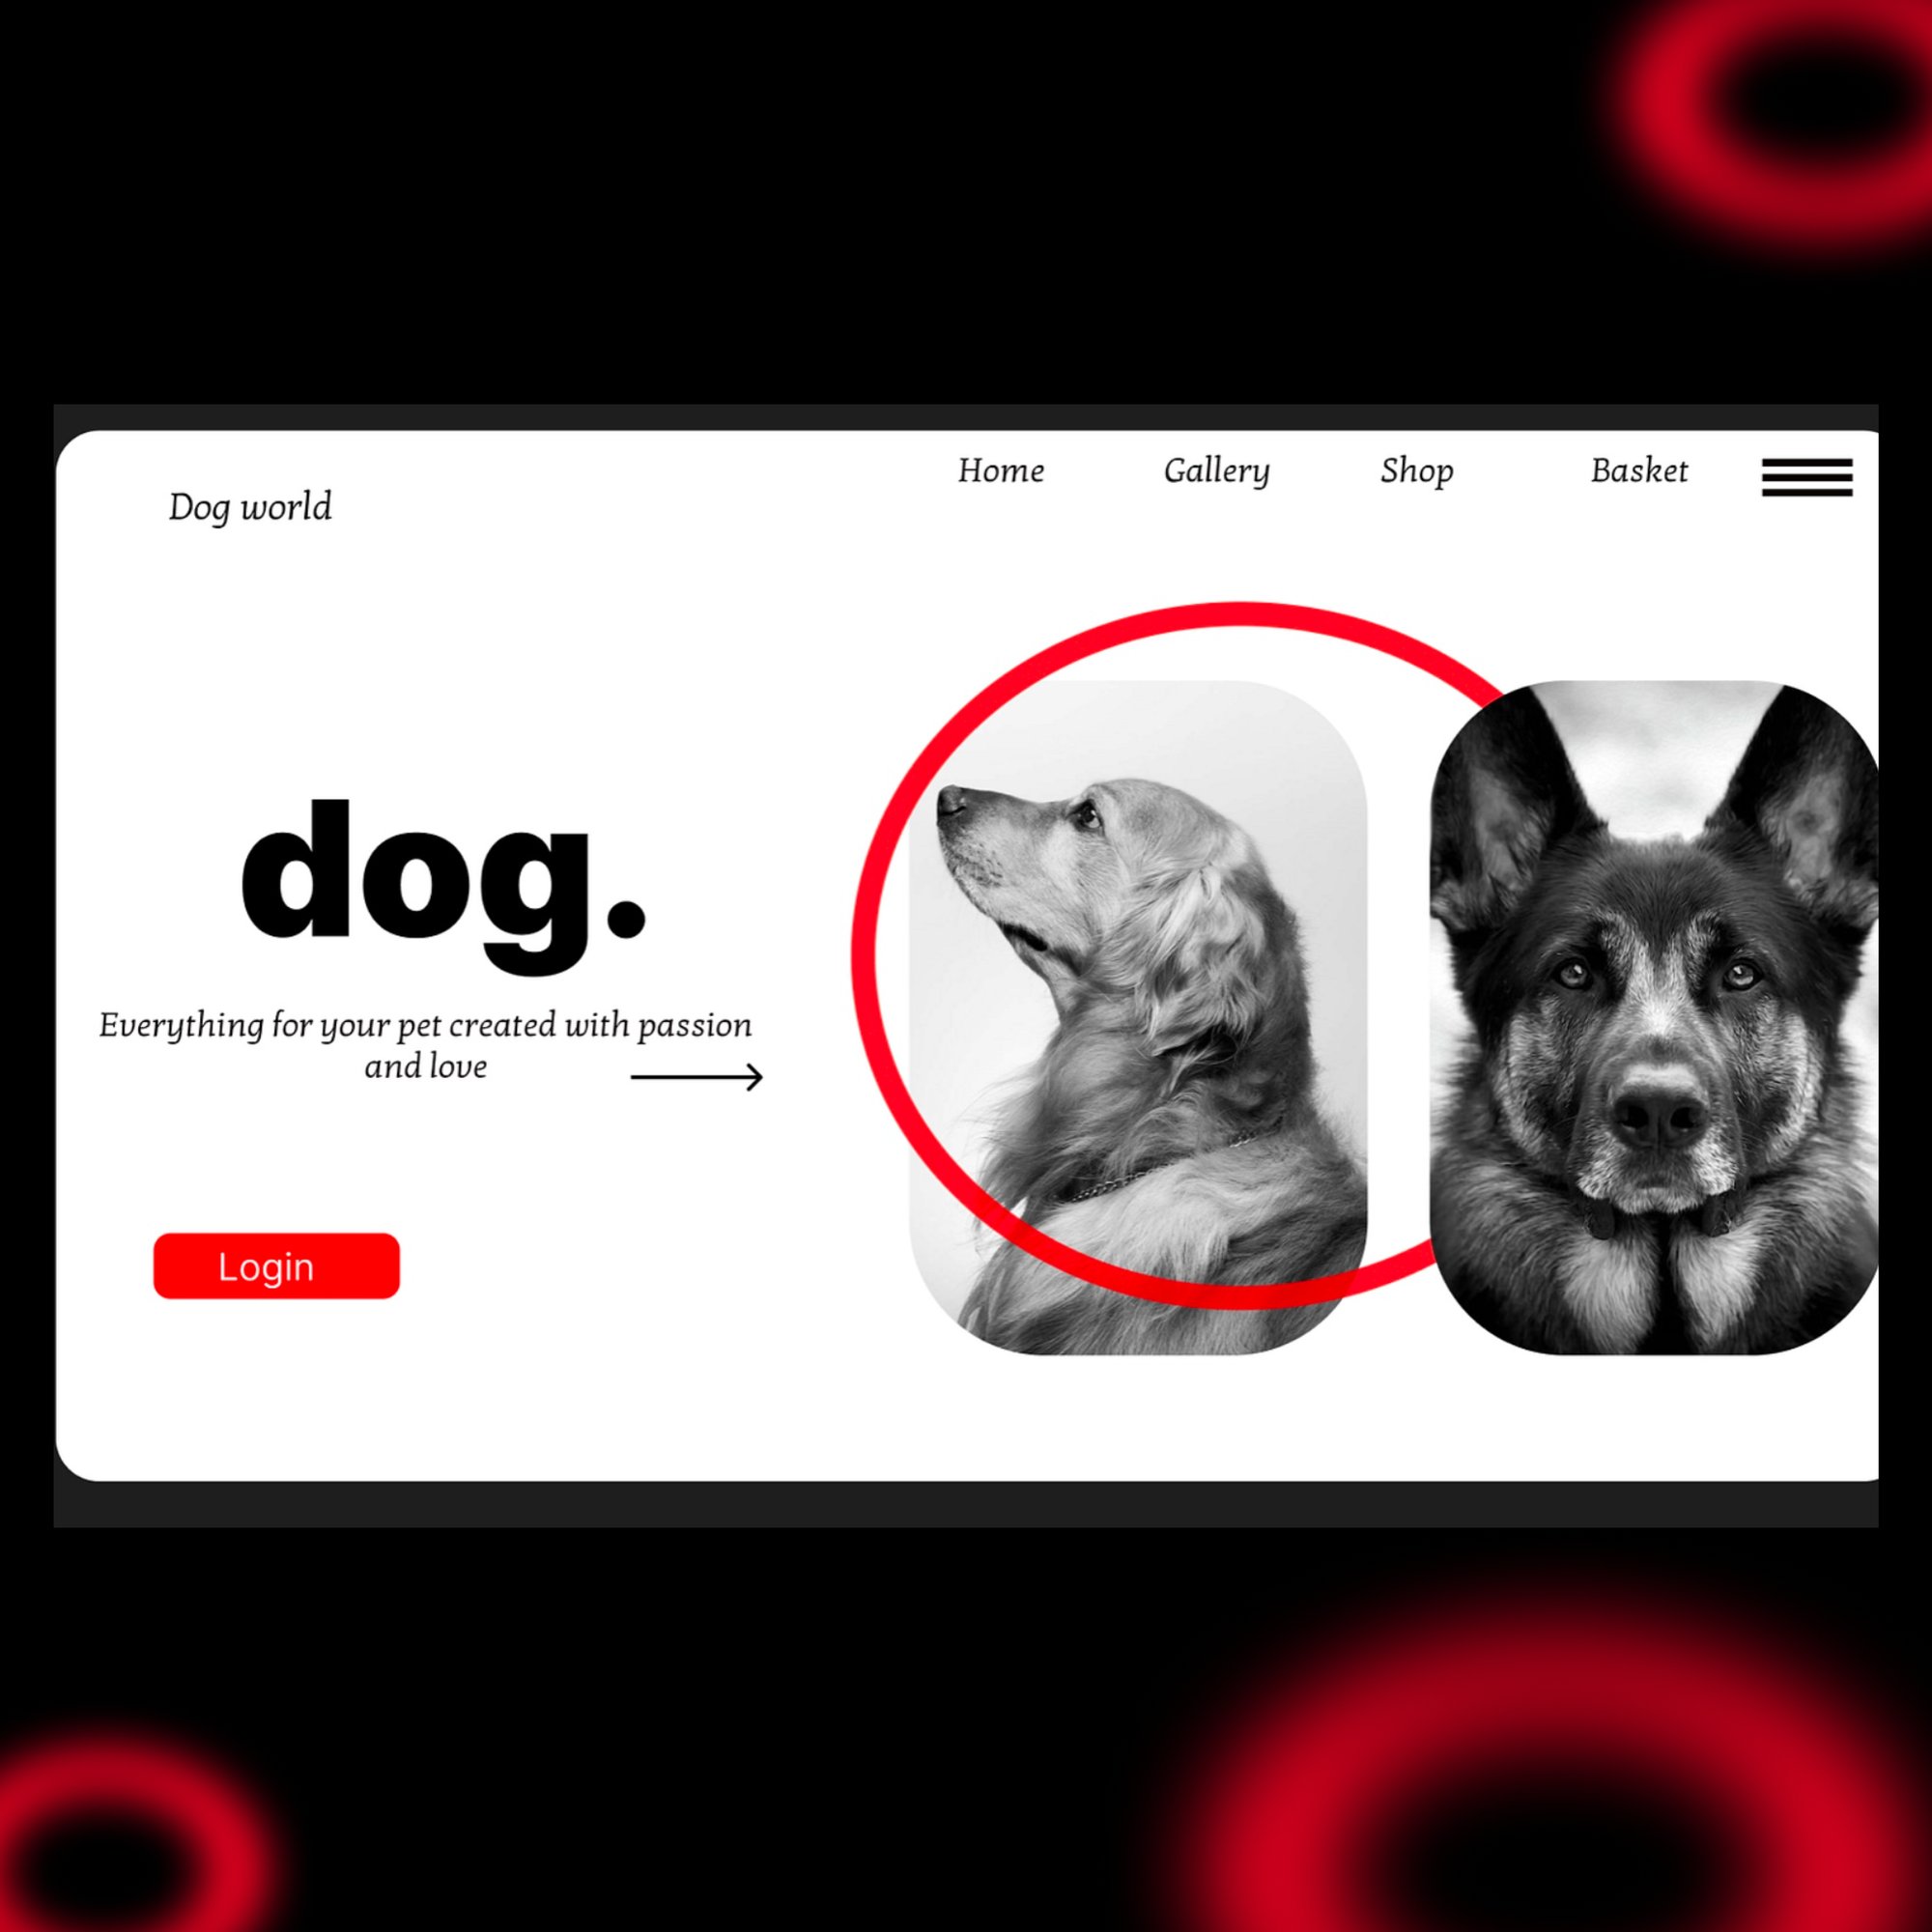 Home Gallery Shop Basket
Dog world
dog.
Everything for your pet created with passion
and love
Login